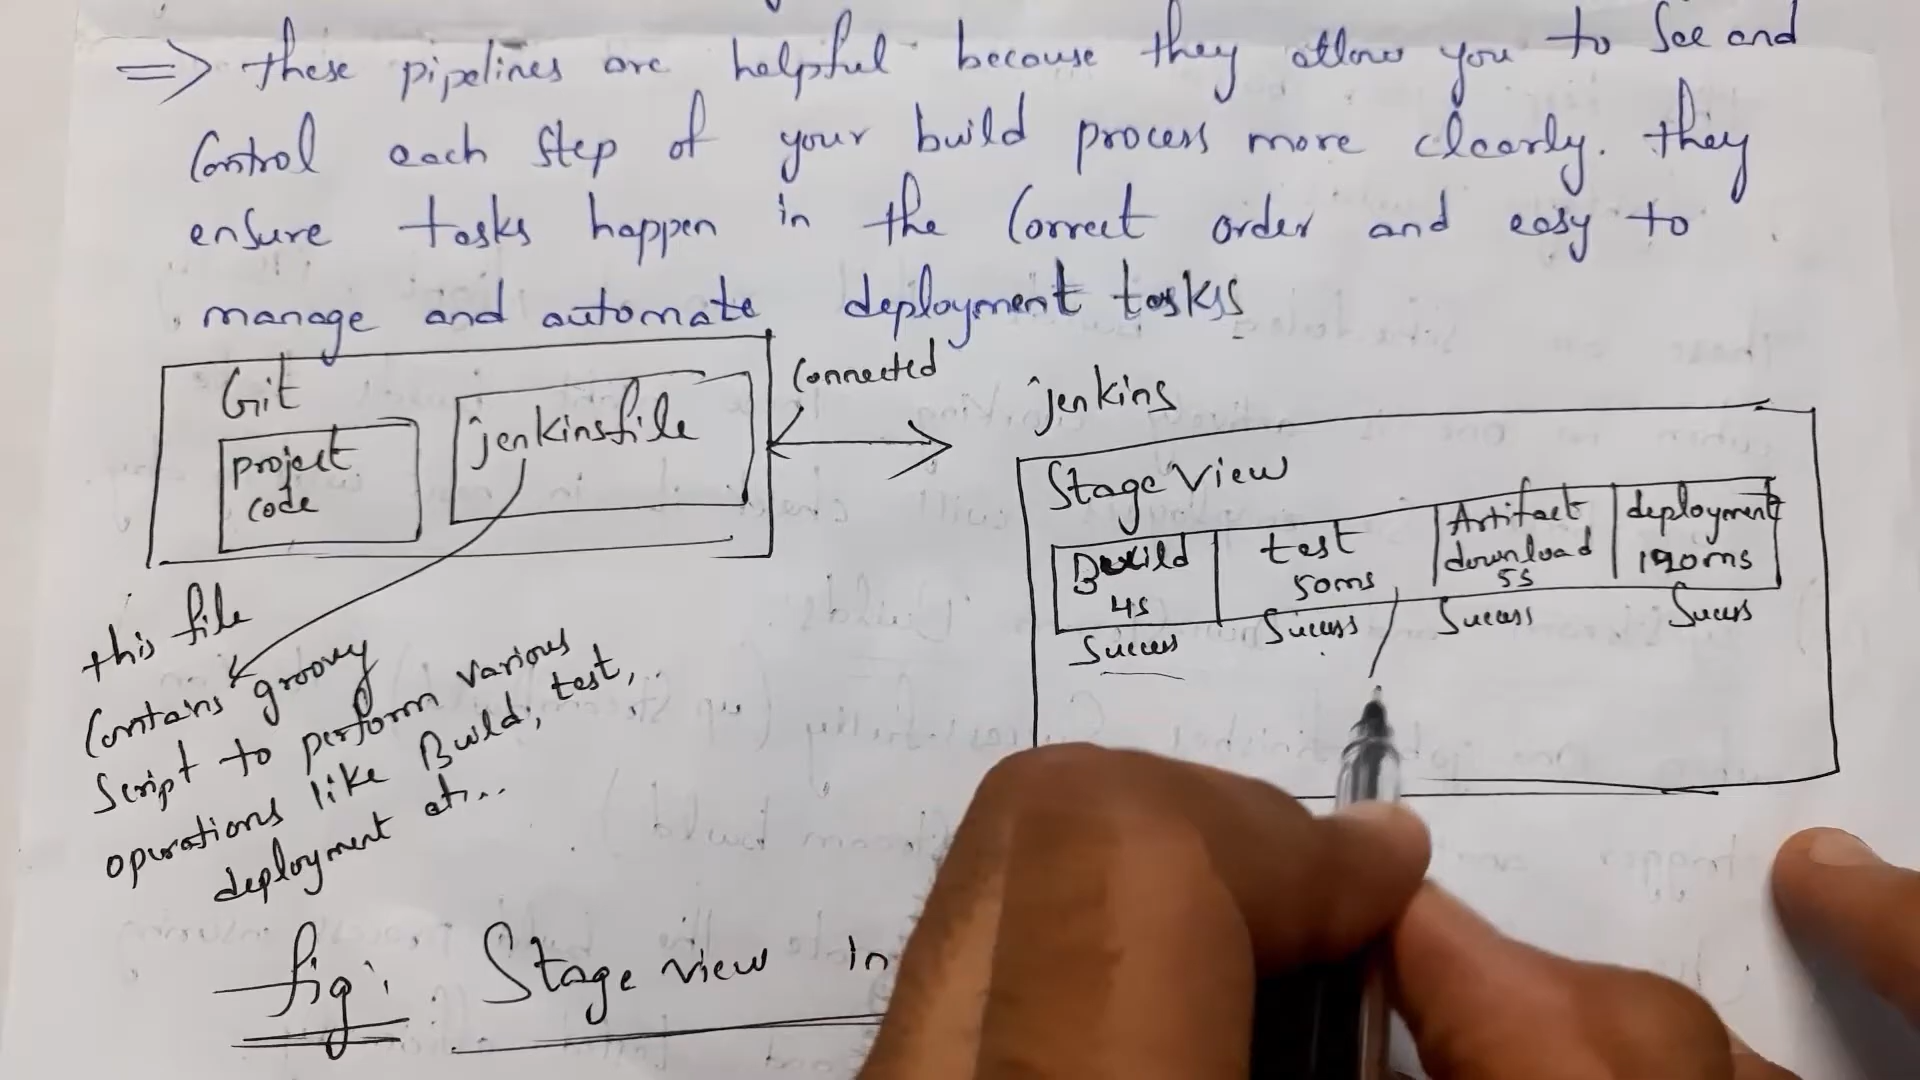 => these pipelines are helpful because they allow you to See and
Control each step of your build process more clearly. they
ensure tasks happen in the Correct order and easy to
manage and automate deployment tasks
Git
project
code
jenkinsfile
Connected
jenkins
Stage View
Build
4s
Success
test
50ms
Success
Artifact
download
5s
Success
deployment
190ms
Sucess
this file
Contains groovy
Script to perform various
operations like Build, test,..
deployment etc...
fig: Stage view in